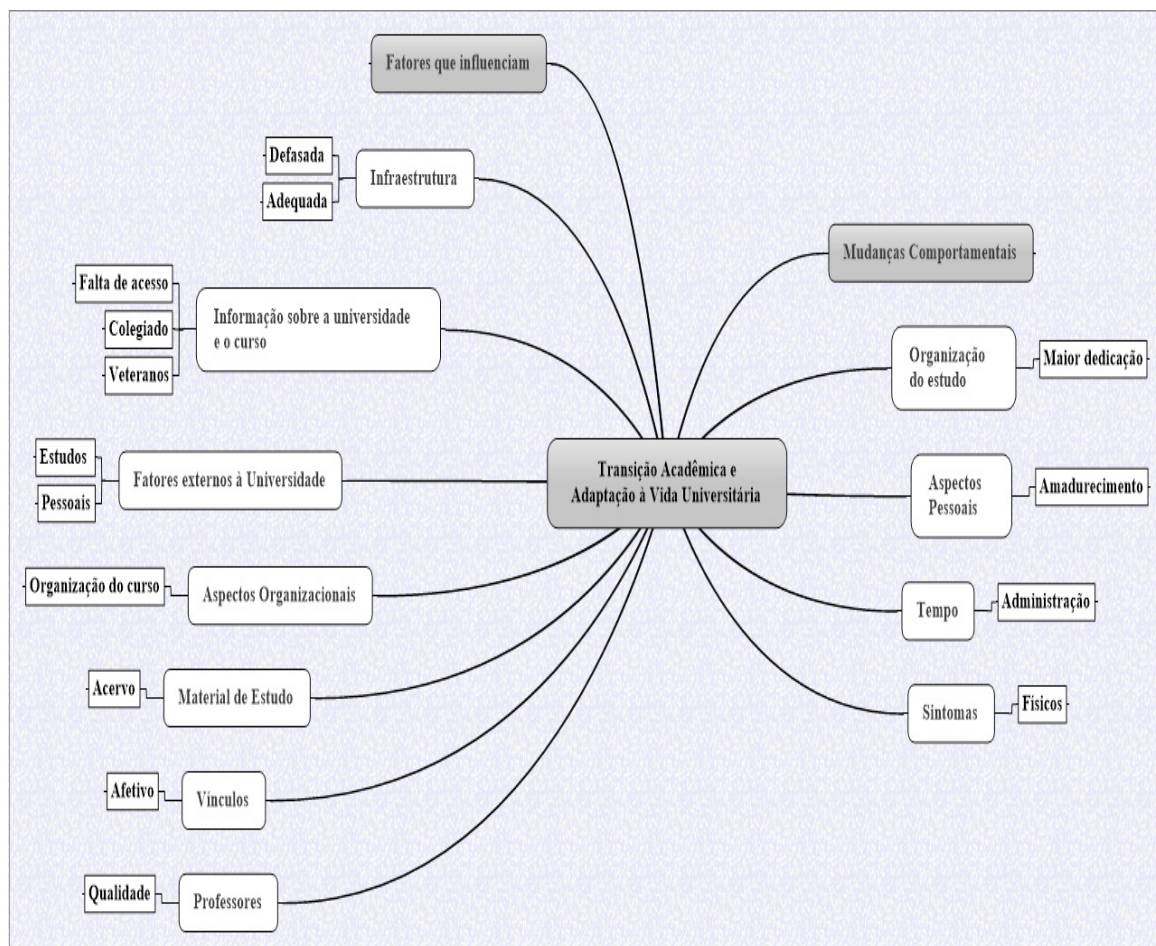 Fatores que influenciam
Defasada
Adequada
Infraestrutura
Falta de acesso
Colegiado
Veteranos
Informação sobre a universidade
e o curso
Estudos
Pessoais
Fatores externos à Universidade
Organização do curso
Aspectos Organizacionais
Acervo
Material de Estudo
Afetivo
Vínculos
Qualidade
Professores
Transição Acadêmica e
Adaptação à Vida Universitária
Mudanças Comportamentais
Organização
do estudo
Maior dedicação
Aspectos
Pessoais
Amadurecimento
Tempo
Administração
Sintomas
Físicos